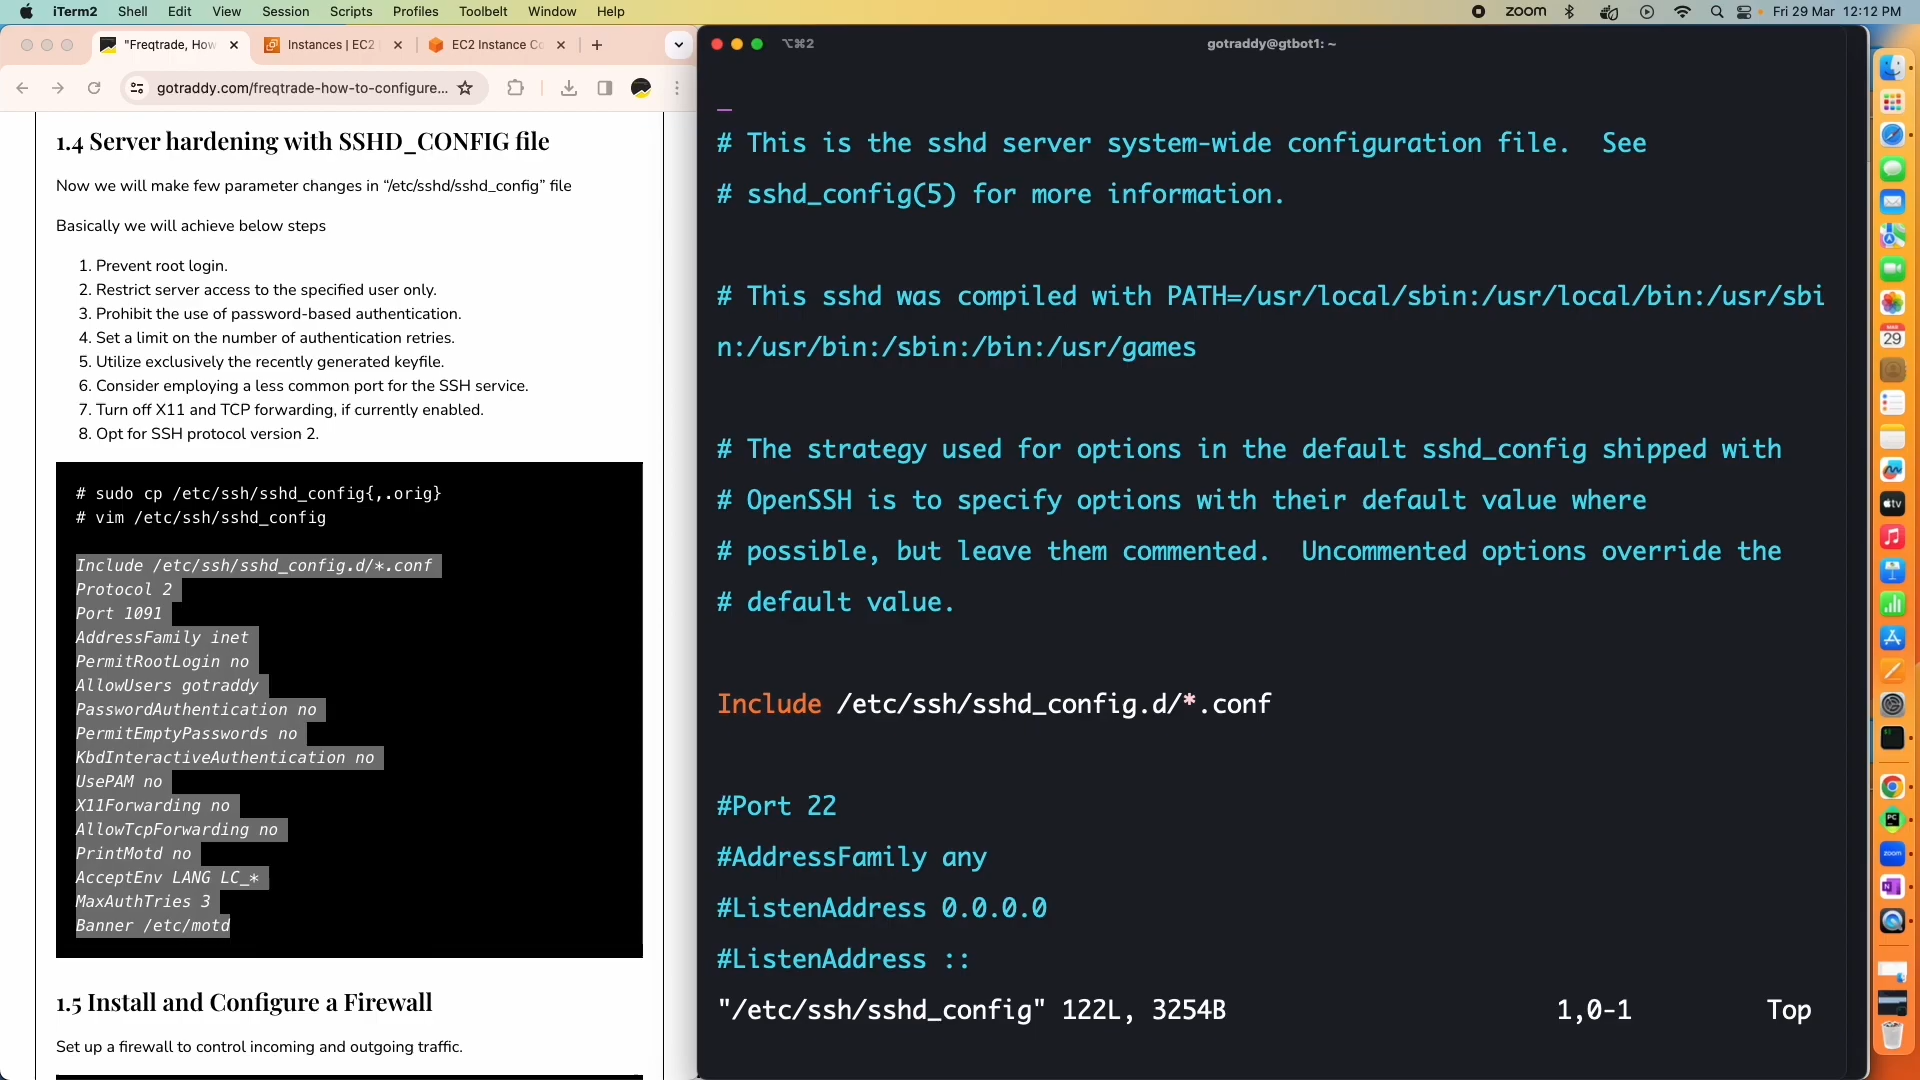 iTerm2 Shell Edit View Session Scripts Profiles Toolbelt Window Help zoom Fri 29 Mar 12:12 PM
"Freqtrade, How Instances | EC2 EC2 Instance Co
gotraddy.com/freqtrade-how-to-configure...
1.4 Server hardening with SSHD_CONFIG file
Now we will make few parameter changes in “/etc/sshd/sshd_config” file
Basically we will achieve below steps
1. Prevent root login.
2. Restrict server access to the specified user only.
3. Prohibit the use of password-based authentication.
4. Set a limit on the number of authentication retries.
5. Utilize exclusively the recently generated keyfile.
6. Consider employing a less common port for the SSH service.
7. Turn off X11 and TCP forwarding, if currently enabled.
8. Opt for SSH protocol version 2.
# sudo cp /etc/ssh/sshd_config{,.orig}
# vim /etc/ssh/sshd_config
Include /etc/ssh/sshd_config.d/*.conf
Protocol 2
Port 1091
AddressFamily inet
PermitRootLogin no
AllowUsers gotraddy
PasswordAuthentication no
PermitEmptyPasswords no
KbdInteractiveAuthentication no
UsePAM no
X11Forwarding no
AllowTcpForwarding no
PrintMotd no
AcceptEnv LANG LC_*
MaxAuthTries 3
Banner /etc/motd
1.5 Install and Configure a Firewall
Set up a firewall to control incoming and outgoing traffic.
⌥⌘2 gotraddy@gtbot1: ~
# This is the sshd server system-wide configuration file.  See
# sshd_config(5) for more information.
# This sshd was compiled with PATH=/usr/local/sbin:/usr/local/bin:/usr/sbi
n:/usr/bin:/sbin:/bin:/usr/games
# The strategy used for options in the default sshd_config shipped with
# OpenSSH is to specify options with their default value where
# possible, but leave them commented.  Uncommented options override the
# default value.
Include /etc/ssh/sshd_config.d/*.conf
#Port 22
#AddressFamily any
#ListenAddress 0.0.0.0
#ListenAddress ::
"/etc/ssh/sshd_config" 122L, 3254B 1,0-1 Top
29
tv
PC
zoom
N